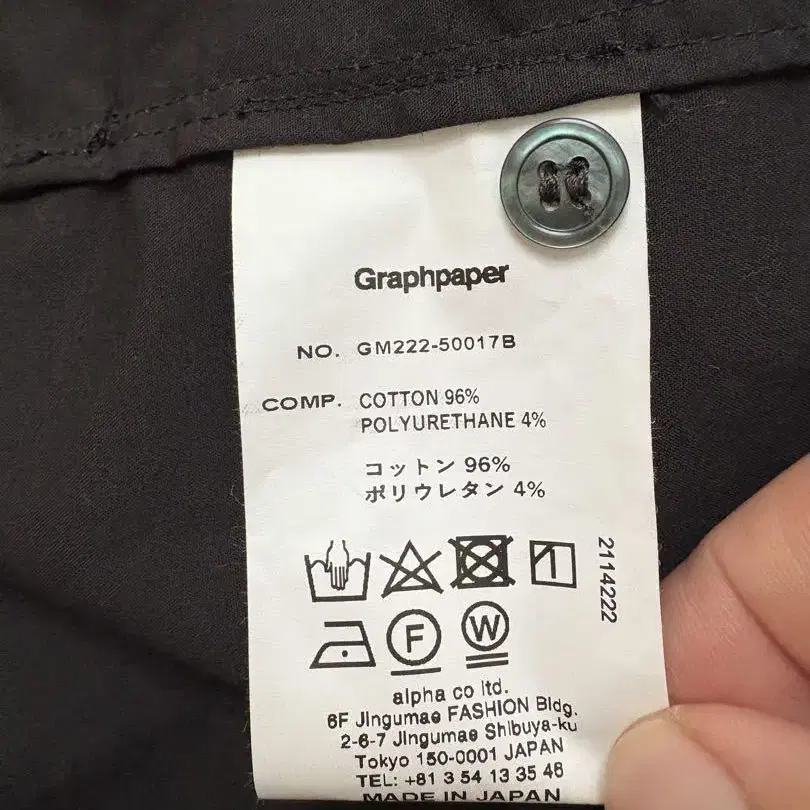 Graphpaper
NO. GM222-50017B
COMP. COTTON 96%
POLYURETHANE 4%
コットン 96%
ポリウレタン 4%
2114222
F
W
alpha co ltd.
6F Jingumae FASHION Bldg.
2-6-7 Jingumae Shibuya-ku
Tokyo 150-0001 JAPAN
TEL: +81 3 54 13 35 48
MADE IN JAPAN